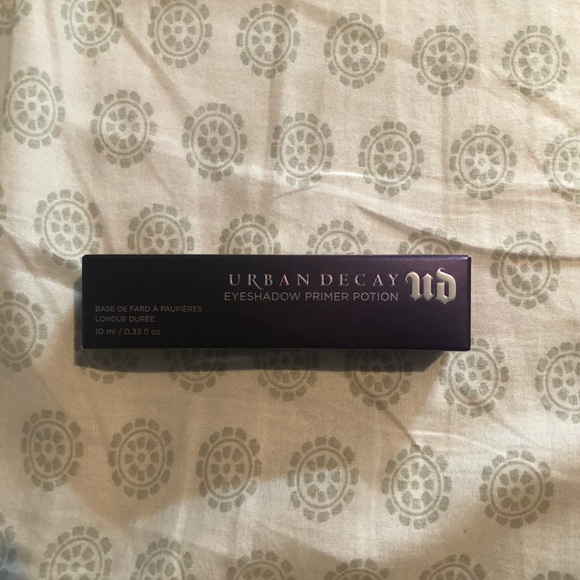 URBAN DECAY
EYESHADOW PRIMER POTION
UD
BASE DE FARD À PAUPIÈRES
LONGUE DURÉE
10 ml / 0.33 fl oz